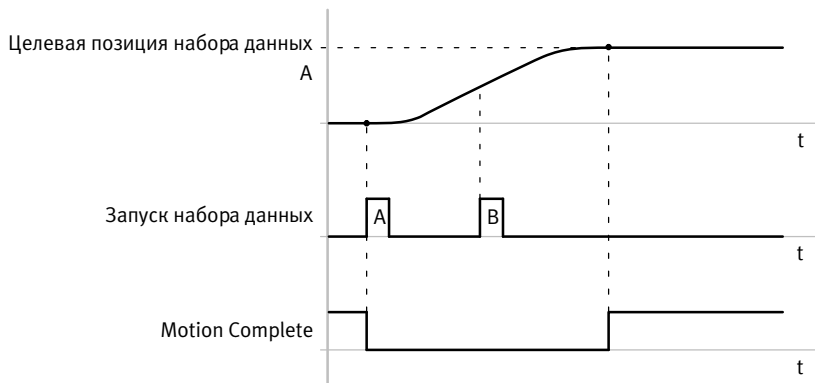 Целевая позиция набора данных
A
t
Запуск набора данных
A
B
t
Motion Complete
t